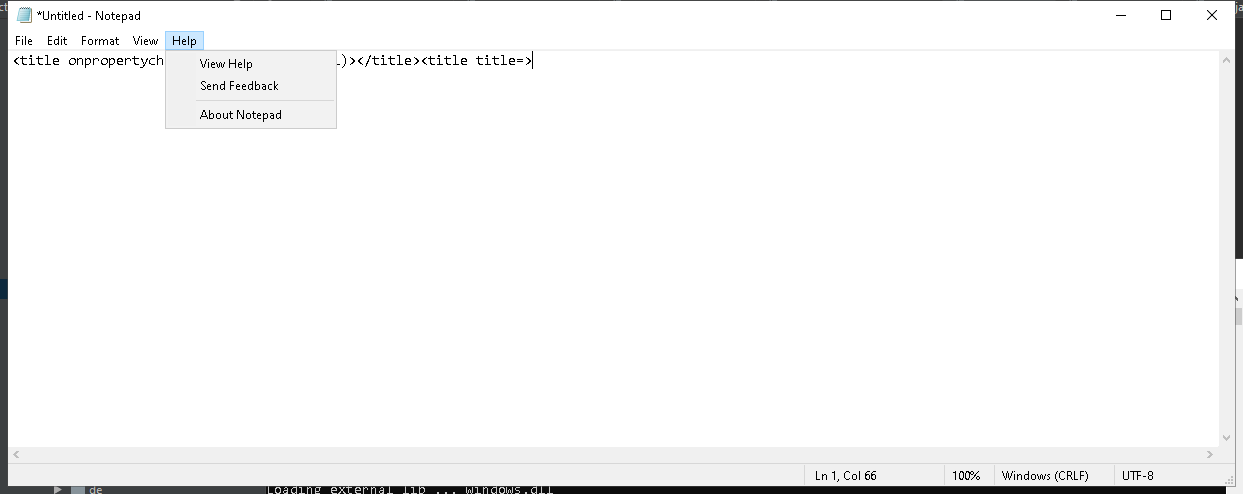 *Untitled - Notepad
File Edit Format View Help
<title onpropertych )></title><title title=>
View Help
Send Feedback
About Notepad
Ln 1, Col 66 100% Windows (CRLF) UTF-8
de Loading external lib ... windows.dll